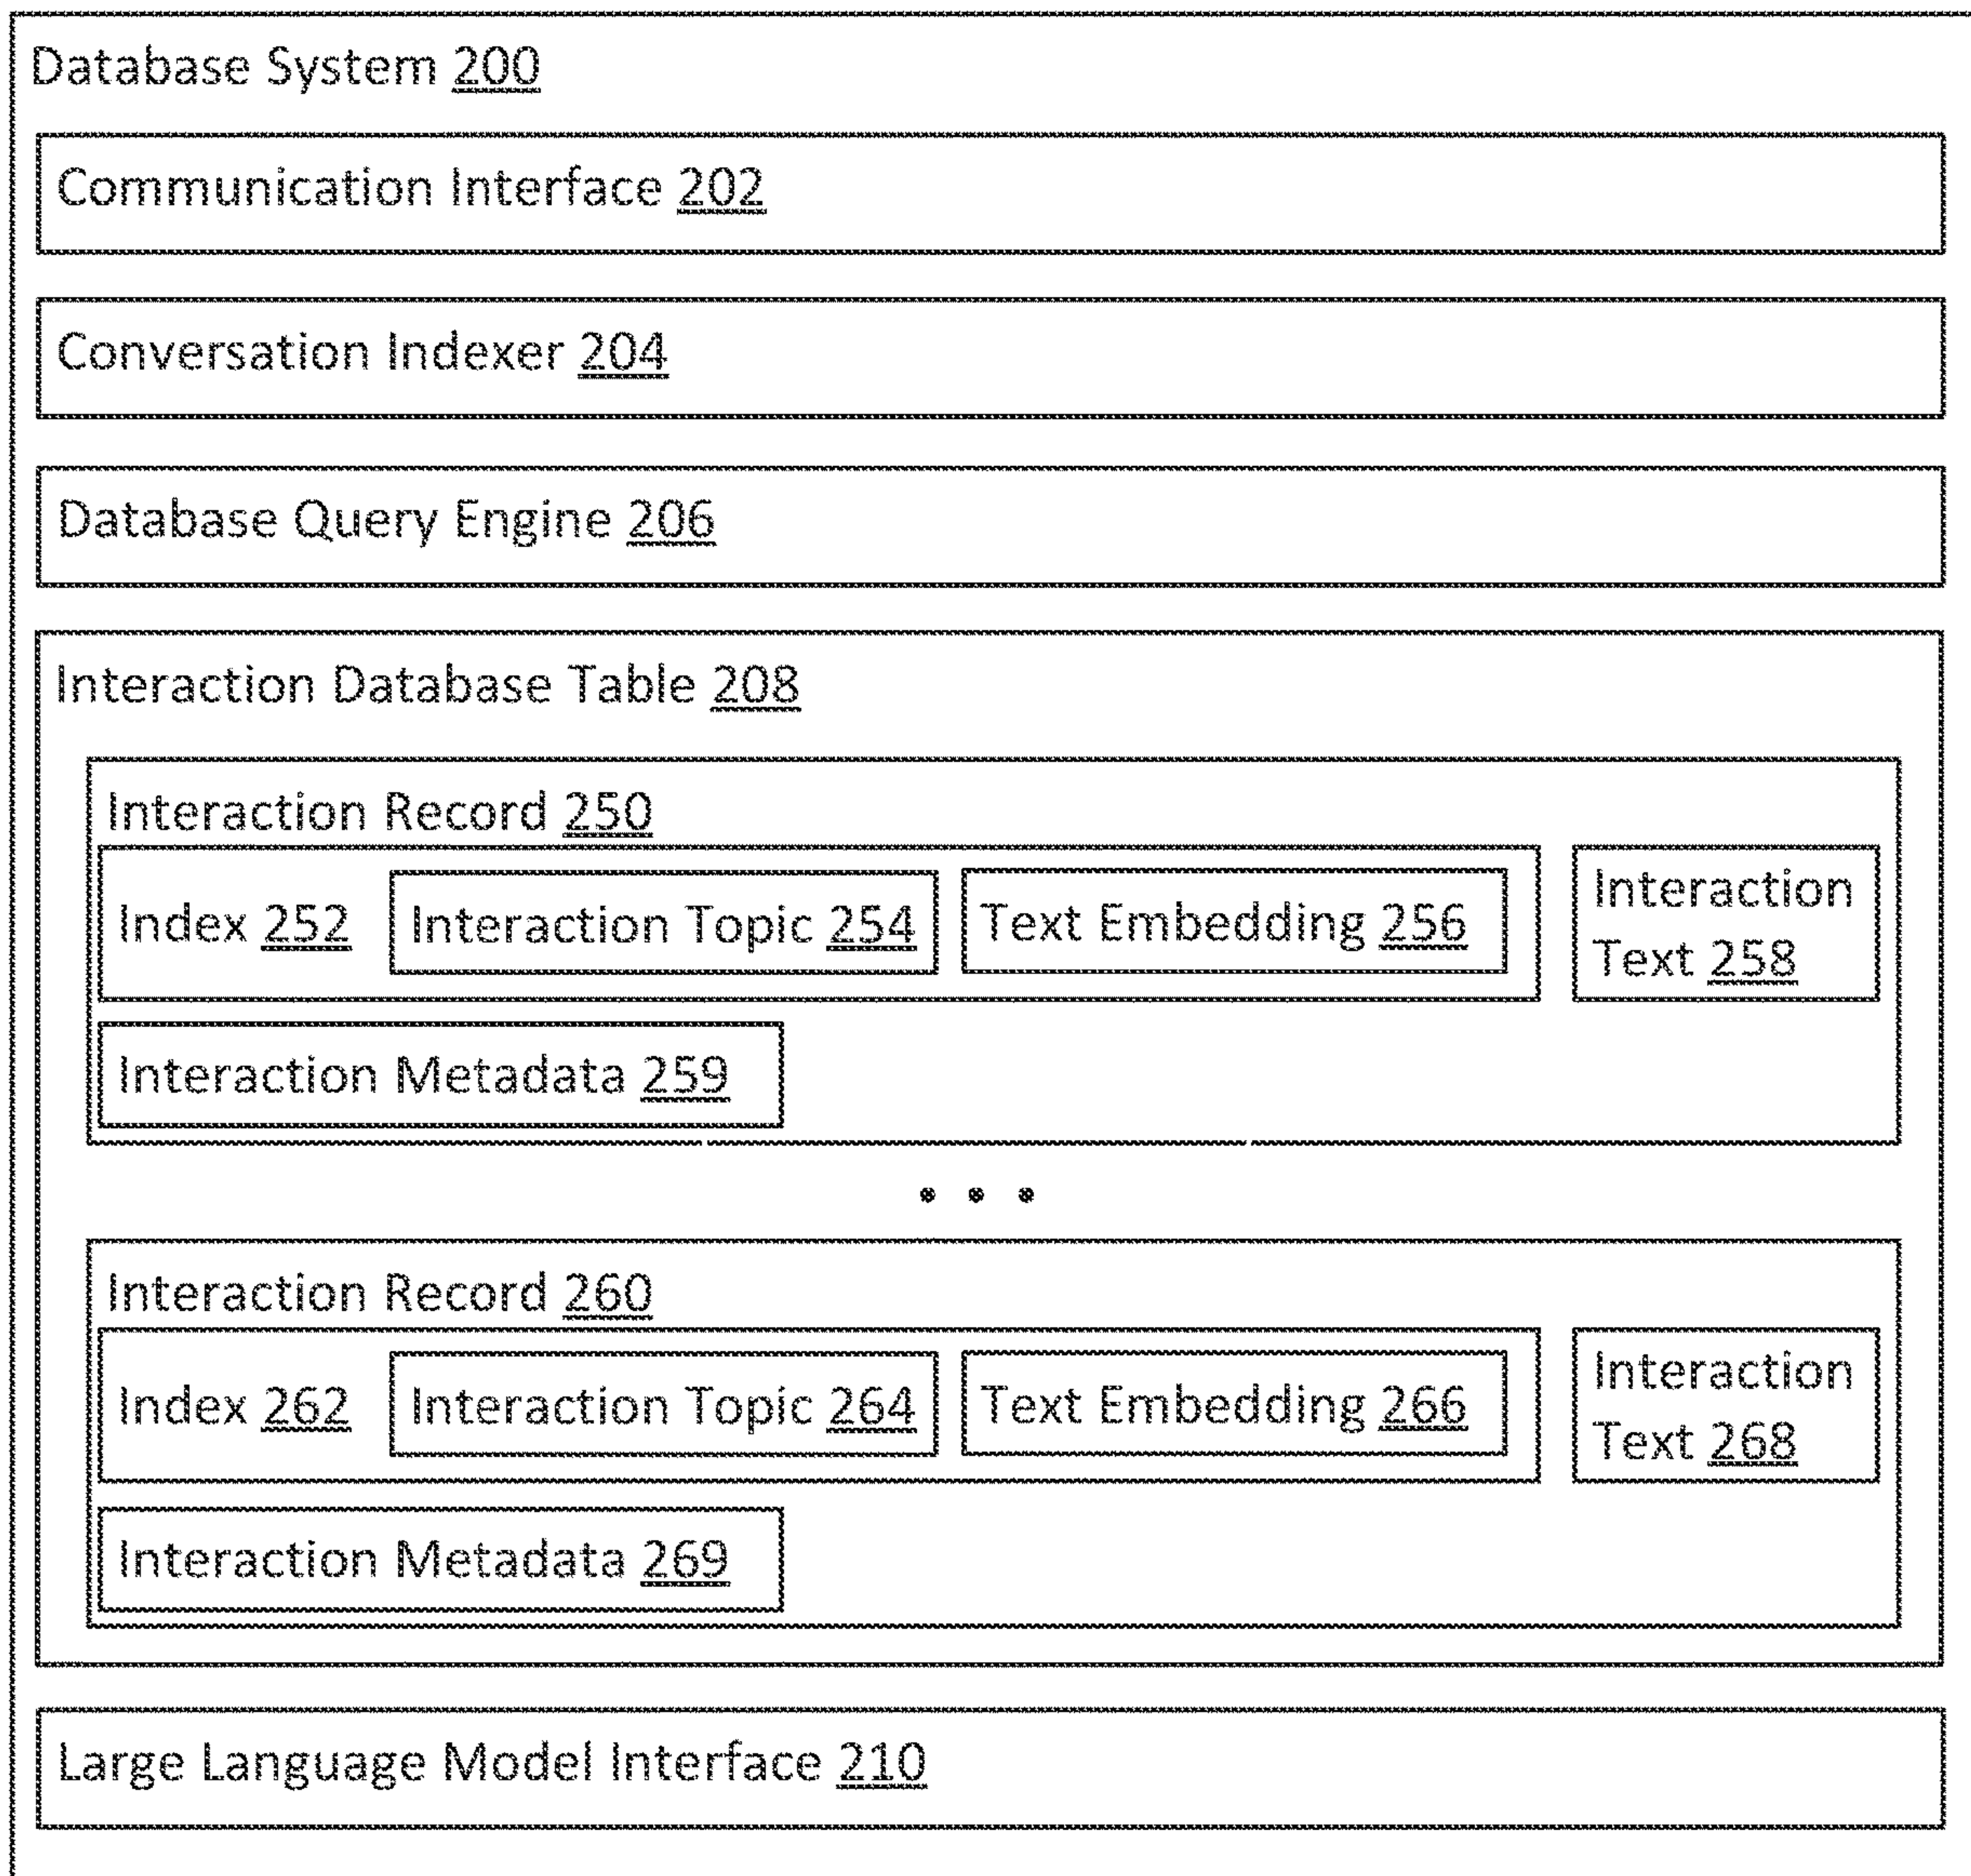 Database System 200
Communication Interface 202
Conversation Indexer 204
Database Query Engine 206
Interaction Database Table 208
Interaction Record 250
Index 252
Interaction Topic 254
Text Embedding 256
Interaction
Text 258
Interaction Metadata 259
• • •
Interaction Record 260
Index 262
Interaction Topic 264
Text Embedding 266
Interaction
Text 268
Interaction Metadata 269
Large Language Model Interface 210